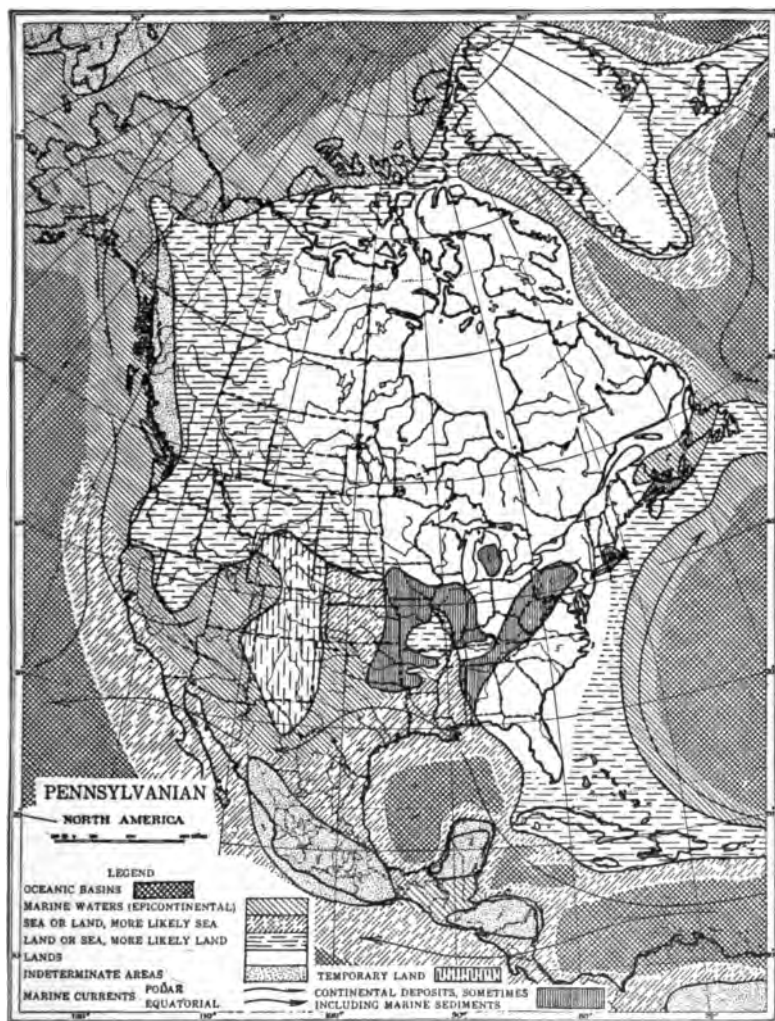 PENNSYLVANIAN
NORTH AMERICA
LEGEND
OCEANIC BASINS
MARINE WATERS (EPICONTINENTAL)
SEA OR LAND, MORE LIKELY SEA
LAND OR SEA, MORE LIKELY LAND
LANDS
INDETERMINATE AREAS
MARINE CURRENTS POLAR
EQUATORIAL
TEMPORARY LAND
CONTINENTAL DEPOSITS, SOMETIMES
INCLUDING MARINE SEDIMENTS